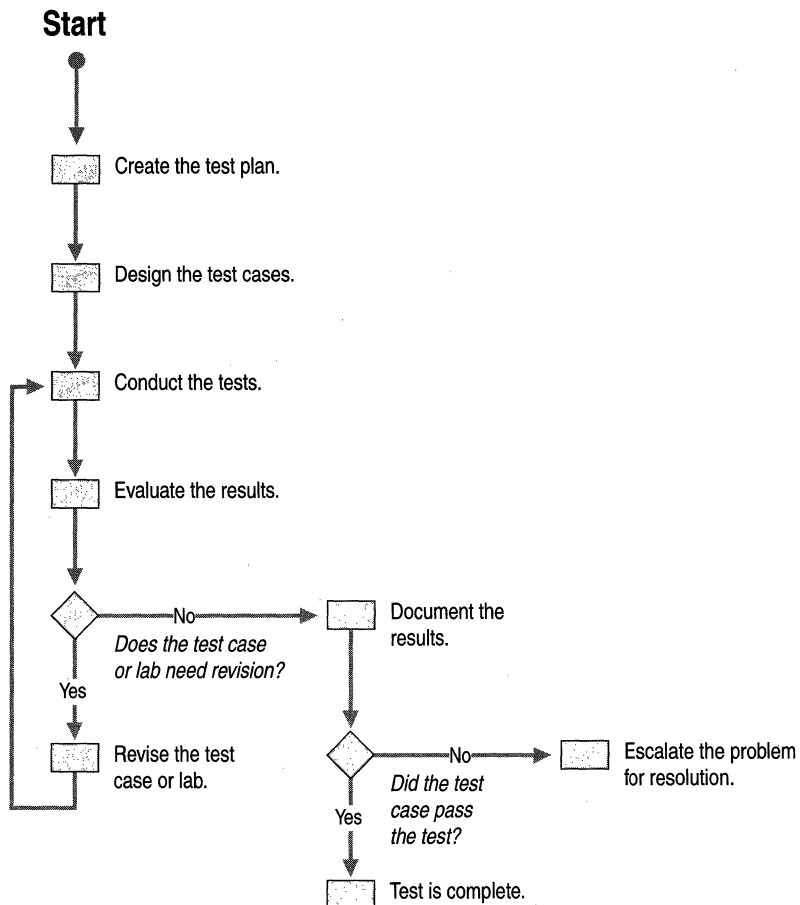 Start
Create the test plan.
Design the test cases.
Conduct the tests.
Evaluate the results.
No
Does the test case
or lab need revision?
Yes
Revise the test
case or lab.
Document the
results.
No
Did the test
case pass
the test?
Yes
Escalate the problem
for resolution.
Test is complete.